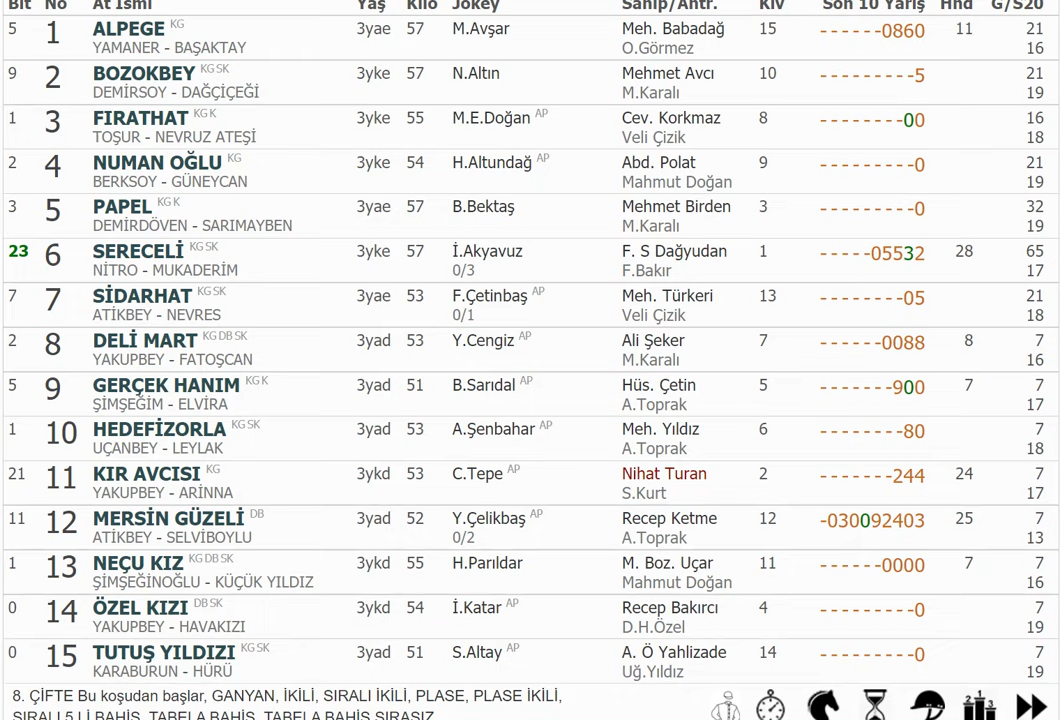 Blt No At İsmi Yaş Kilo Jokey Sahip/Antr. Klv Son 10 Yarış Hnd G/S20
5 1 ALPEGE KG 3yae 57 M.Avşar Meh. Babadağ 15 - - - - - -0860 11 21
YAMANER - BAŞAKTAY O.Görmez 16
9 2 BOZOKBEY KG SK 3yke 57 N.Altın Mehmet Avcı 10 - - - - - - - - -5 21
DEMİRSOY - DAĞÇİÇEĞİ M.Karalı 19
1 3 FIRATHAT KG K 3yke 55 M.E.Doğan AP Cev. Korkmaz 8 - - - - - - - -00 16
TOŞUR - NEVRUZ ATEŞİ Veli Çizik 18
2 4 NUMAN OĞLU KG 3yke 54 H.Altundağ AP Abd. Polat 9 - - - - - - - - -0 21
BERKSOY - GÜNEYCAN Mahmut Doğan 19
3 5 PAPEL KG K 3yae 57 B.Bektaş Mehmet Birden 3 - - - - - - - - -0 32
DEMİRDÖVEN - SARIMAYBEN M.Karalı 19
23 6 SERECELİ KG SK 3yke 57 İ.Akyavuz F. S Dağyudan 1 - - - - -05532 28 65
NİTRO - MUKADERİM 0/3 F.Bakır 17
7 7 SİDARHAT KG SK 3yae 53 F.Çetinbaş AP Meh. Türkeri 13 - - - - - - - -05 21
ATİKBEY - NEVRES 0/1 Veli Çizik 18
2 8 DELİ MART KG DB SK 3yad 53 Y.Cengiz AP Ali Şeker 7 - - - - - -0088 8 7
YAKUPBEY - FATOŞCAN M.Karalı 16
5 9 GERÇEK HANIM KG K 3yad 51 B.Sarıdal AP Hüs. Çetin 5 - - - - - - -900 7 7
ŞİMŞEĞİM - ELVİRA A.Toprak 17
1 10 HEDEFİZORLA KG SK 3yad 53 A.Şenbahar AP Meh. Yıldız 6 - - - - - - - -80 7
UÇANBEY - LEYLAK A.Toprak 18
21 11 KIR AVCISI KG 3ykd 53 C.Tepe AP Nihat Turan 2 - - - - - - -244 24 7
YAKUPBEY - ARİNNA S.Kurt 17
11 12 MERSİN GÜZELİ DB 3yad 52 Y.Çelikbaş AP Recep Ketme 12 -030092403 25 7
ATİKBEY - SELVİBOYLU 0/2 A.Toprak 13
1 13 NEÇU KIZ KG DB SK 3ykd 55 H.Parıldar M. Boz. Uçar 11 - - - - - -0000 7 7
ŞİMŞEĞİNOĞLU - KÜÇÜK YILDIZ Mahmut Doğan 16
0 14 ÖZEL KIZI DB SK 3ykd 54 İ.Katar AP Recep Bakırcı 4 - - - - - - - - -0 7
YAKUPBEY - HAVAKIZI D.H.Özel 19
0 15 TUTUŞ YILDIZI KG SK 3yad 51 S.Altay AP A. Ö Yahlizade 14 - - - - - - - - -0 7
KARABURUN - HÜRÜ Uğ.Yıldız 19
8. ÇİFTE Bu koşudan başlar, GANYAN, İKİLİ, SIRALI İKİLİ, PLASE, PLASE İKİLİ,
SIRALI 5 Lİ BAHİS, TABELA BAHİS, TABELA BAHİS SIRASIZ